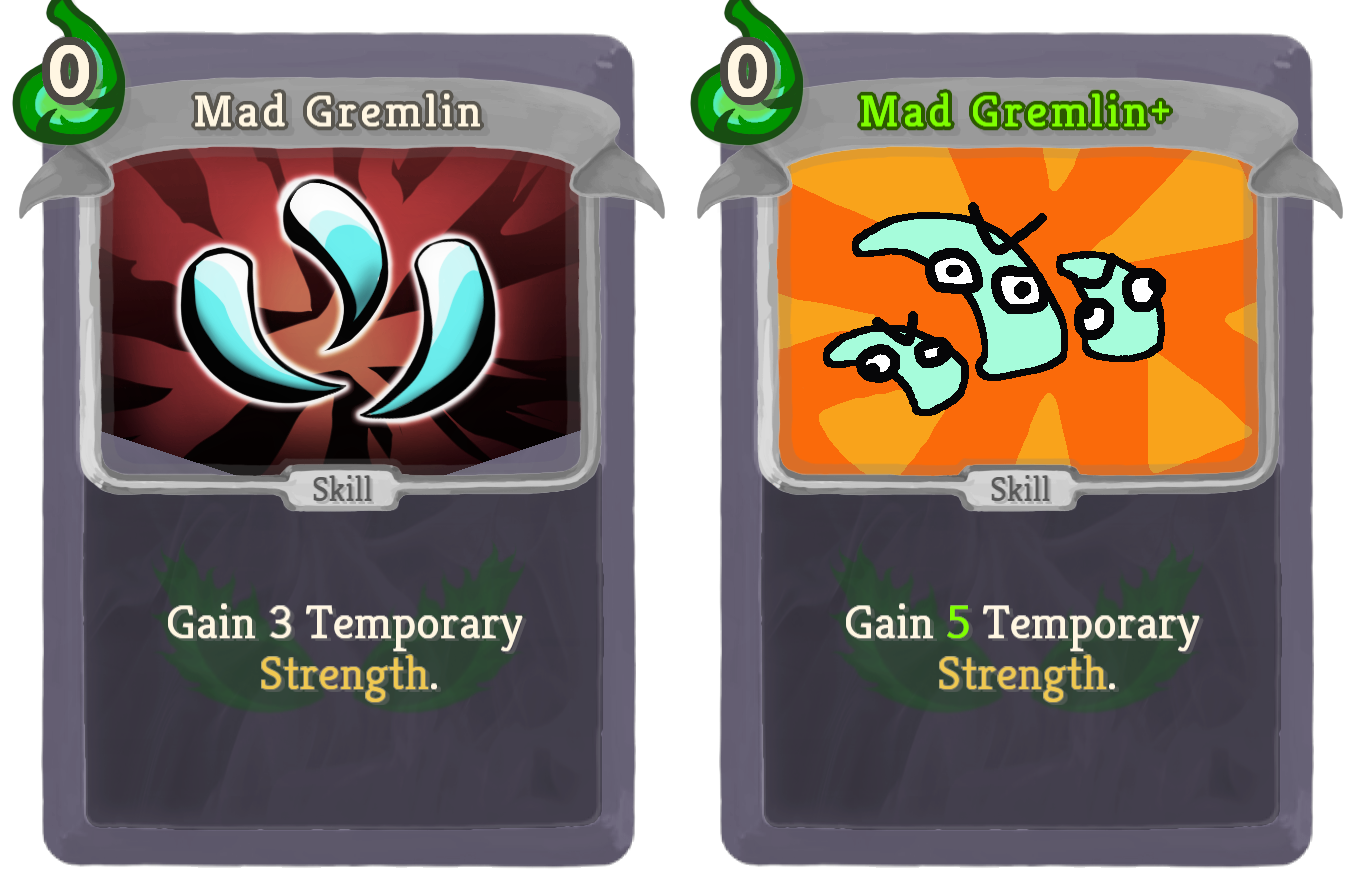 0
Mad Gremlin
Skill
Gain 3 Temporary
Strength.
0
Mad Gremlin+
Skill
Gain 5 Temporary
Strength.